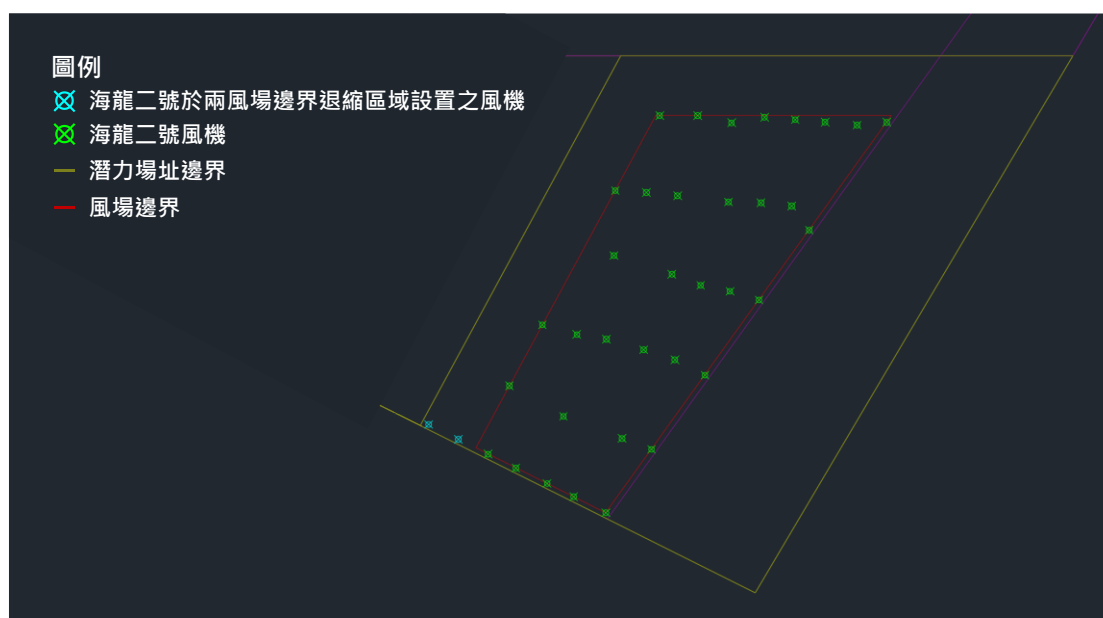 圖例
海龍二號於兩風場邊界退縮區域設置之風機
海龍二號風機
潛力場址邊界
風場邊界